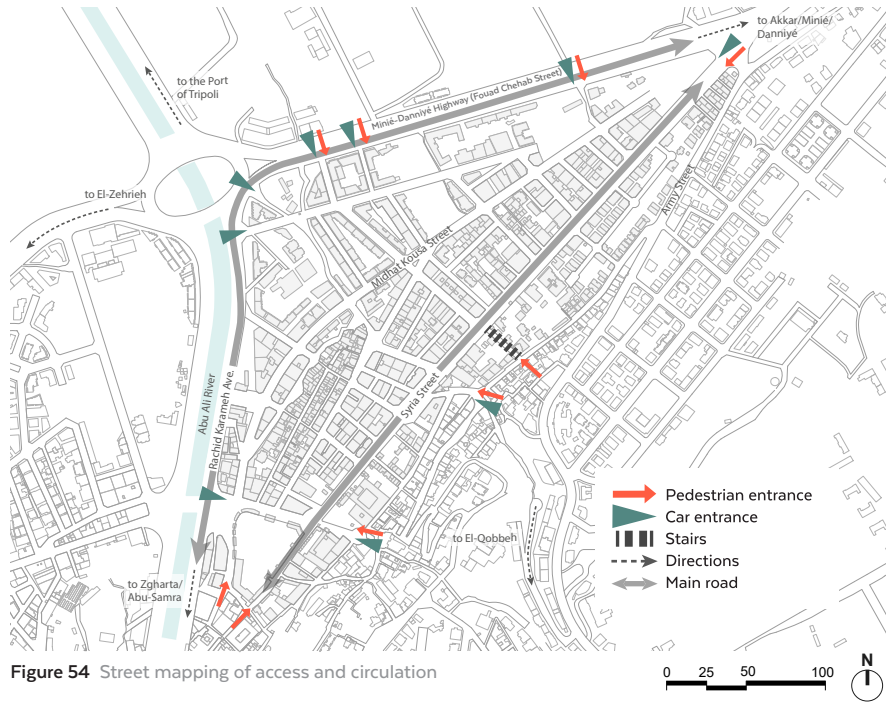 to Akkar/Minié/
Danniyé
to the Port
of Tripoli
Minié-Danniyé Highway (Fouad Chehab Street)
to El-Zehrieh
Army Street
Midhat Kousa Street
Syria Street
Abu Ali River
Rachid Karameh Ave.
to El-Qobbeh
to Zgharta/
Abu-Samra
Pedestrian entrance
Car entrance
Stairs
Directions
Main road
Figure 54 Street mapping of access and circulation
0 25 50 100
N